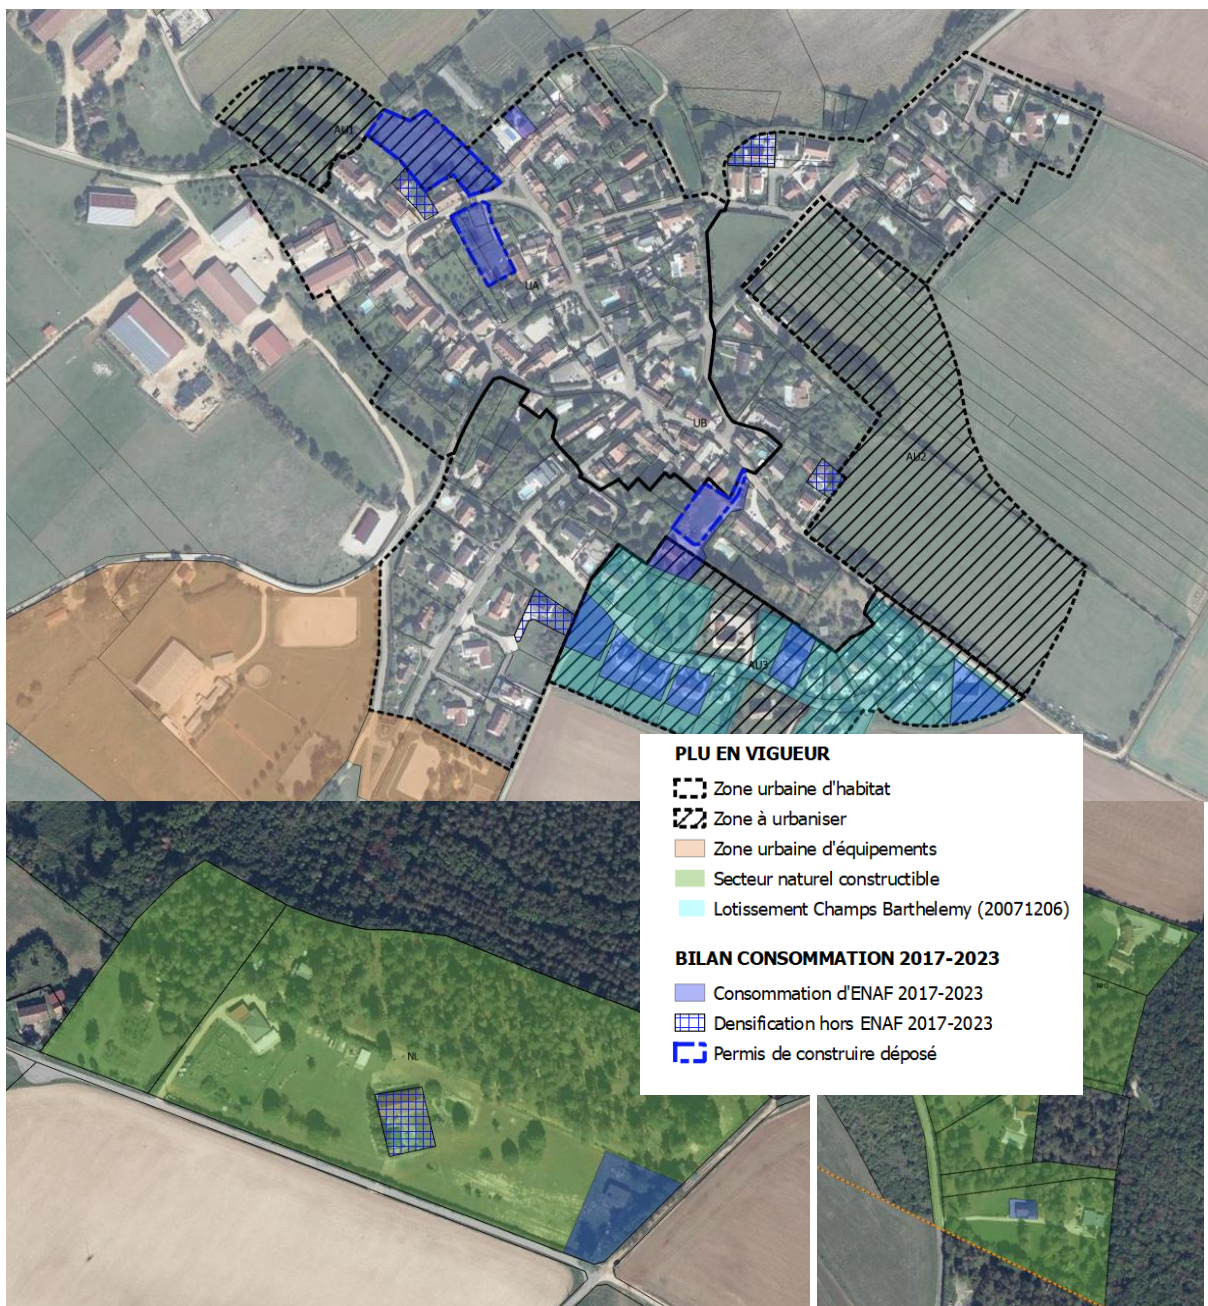 AU1
UA
UB
AU2
AU3
PLU EN VIGUEUR
Zone urbaine d'habitat
Zone à urbaniser
Zone urbaine d'équipements
Secteur naturel constructible
Lotissement Champs Barthelemy (20071206)
BILAN CONSOMMATION 2017-2023
Consommation d'ENAF 2017-2023
Densification hors ENAF 2017-2023
Permis de construire déposé
NL